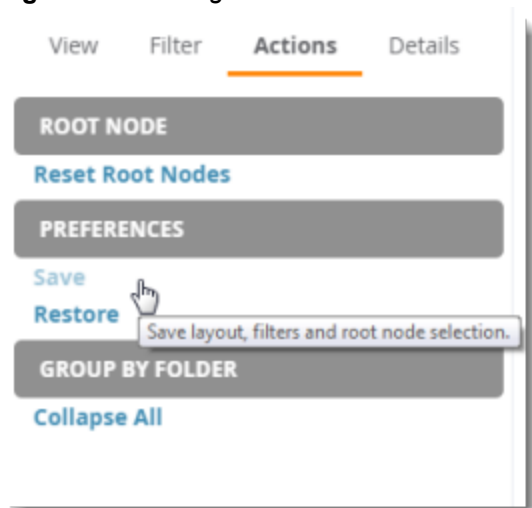 View Filter Actions Details
ROOT NODE
Reset Root Nodes
PREFERENCES
Save
Restore
Save layout, filters and root node selection.
GROUP BY FOLDER
Collapse All